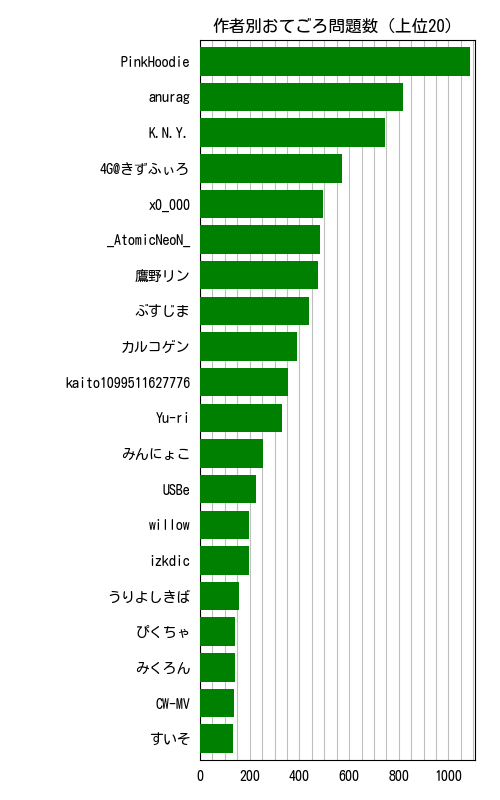 作者別おてごろ問題数 (上位20)
PinkHoodie
anurag
K.N.Y.
4G@きずふぃろ
x0_000
_AtomicNeoN_
鷹野リン
ぶすじま
カルコゲン
kaito1099511627776
Yu-ri
みんにょこ
USBe
willow
izkdic
うりよしきば
ぴくちゃ
みくろん
CW-MV
すいそ
0 200 400 600 800 1000